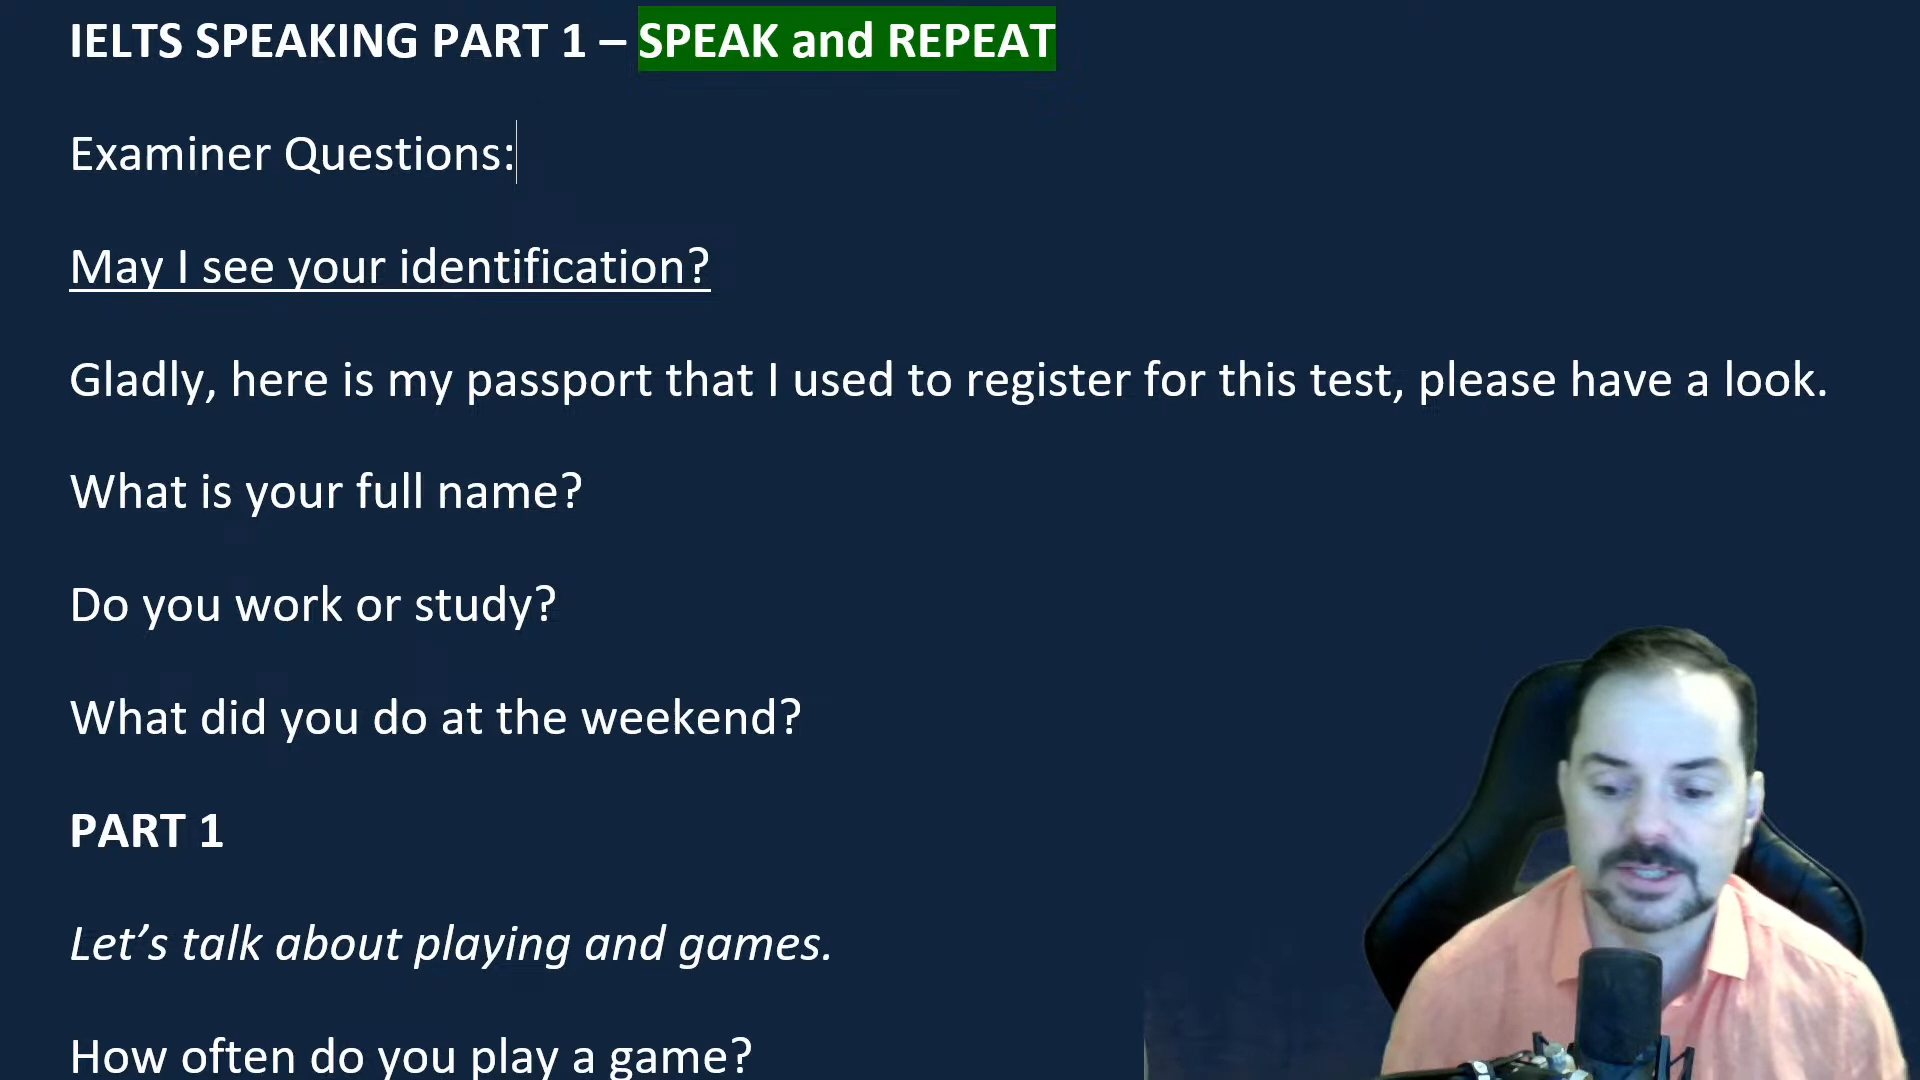 IELTS SPEAKING PART 1 – SPEAK and REPEAT
Examiner Questions:
May I see your identification?
Gladly, here is my passport that I used to register for this test, please have a look.
What is your full name?
Do you work or study?
What did you do at the weekend?
PART 1
Let’s talk about playing and games.
How often do you play a game?